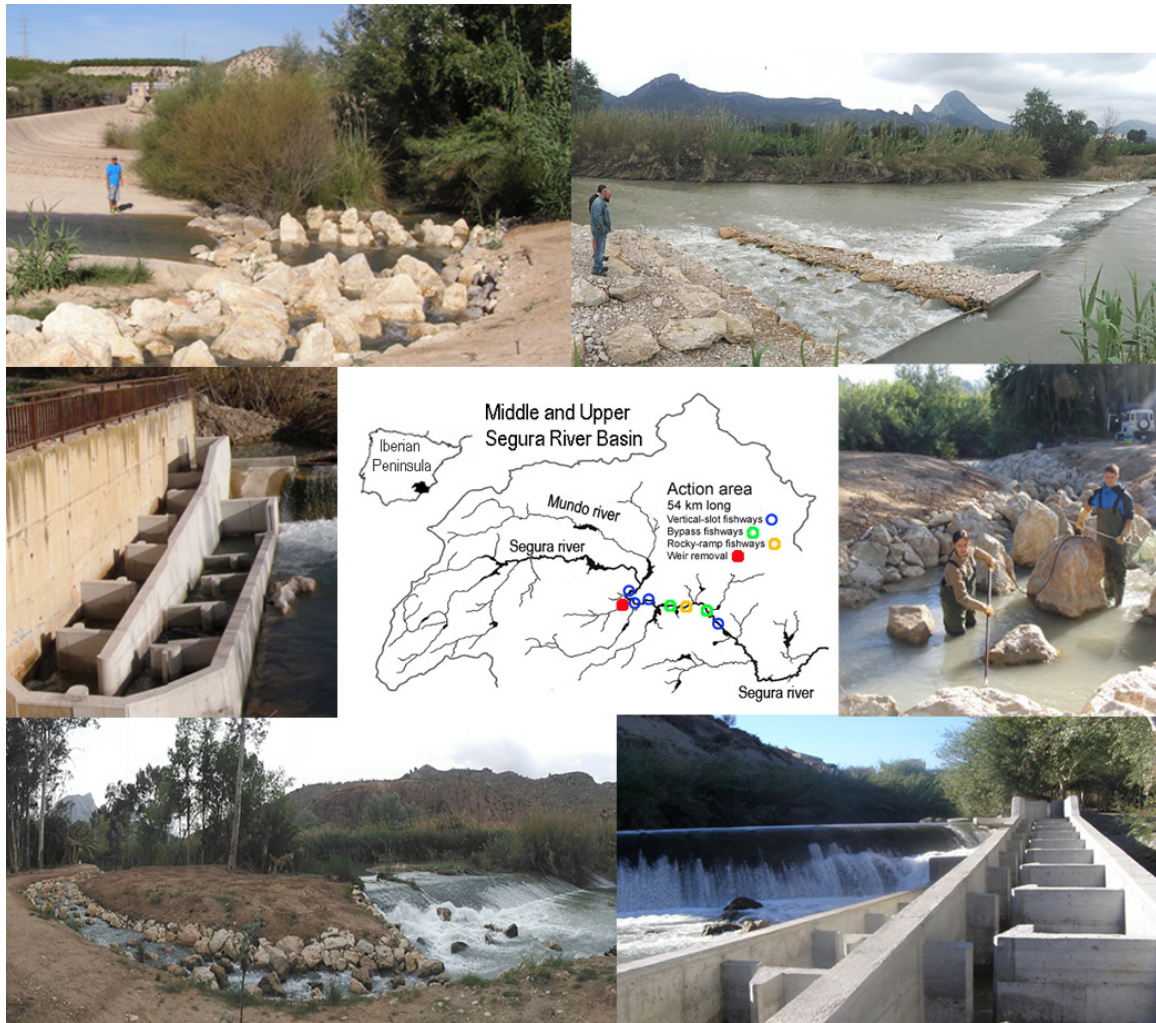 Middle and Upper
Segura River Basin
Iberian
Peninsula
Mundo river
Segura river
Action area
54 km long
Vertical-slot fishways
Bypass fishways
Rocky-ramp fishways
Weir removal
Segura river